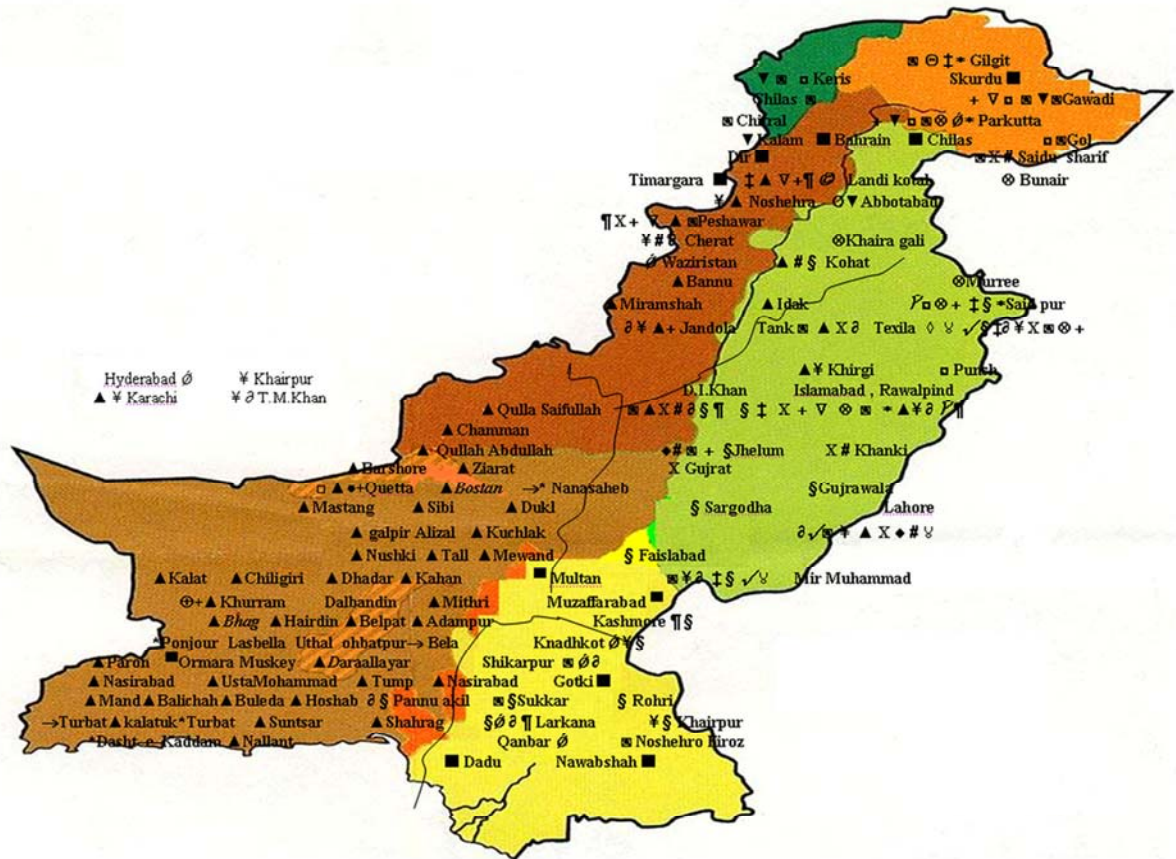 ▣ Θ ‡ * Gilgit
▼ ▣ □ Keris Skurdu ■
Chilas ▣ + ∇ □ ▣ ▼ ▣ Gawadi
▣ Chitral + ▼ □ ▣ ⊗ Ø * Parkutta
▼ Kalam ■ Bahrain ■ Chilas □ ▣ Gol
Dir ■ ▣ X # Saidu sharif
Timargara ■ ‡ ▲ ∇ + ¶ Landi kotah ⊗ Bunair
¥ ▲ Noshehra ▼ Abbotabad
¶ X + ∇ ▲ ▣ Peshawar
¥ # Cherat ⊗ Khaira gali
Ø Waziristan ▲ # § Kohat
▲ Bannu ⊗ Murree
▲ Miramshah ▲ Idak □ ⊗ + ‡ § * Said pur
∂ ¥ ▲ + Jandola Tank ▣ ▲ X ∂ Texila ◊ ♉ ✓ § ‡ ∂ ¥ X ▣ ⊗ +
Hyderabad Ø ¥ Khairpur ▲ ¥ Khirgi □ Punsh
▲ ¥ Karachi ¥ ∂ T.M.Khan D.I.Khan Islamabad , Rawalpind
▲ Qulla Saifullah ▣ ▲ X # ∂ § ¶ § ‡ X + ∇ ⊗ ▣ * ▲ ¥ ∂ ¶
▲ Chamman
▲ Qullah Abdullah ◆ # ▣ + § Jhelum X # Khanki
▲ Barshore ▲ Ziarat X Gujrat
□ ▲ ● + Quetta ▲ Bostan →* Nanasaheb § Gujrawala
▲ Mastang ▲ Sibi ▲ Dukl § Sargodha Lahore
▲ galpir Alizal ▲ Kuchlak ∂ ✓ ▣ ¥ ▲ X ◆ # ♉
▲ Nushki ▲ Tall ▲ Mewand § Faislabad
▲ Kalat ▲ Chiligiri ▲ Dhadar ▲ Kahan ■ Multan ▣ ¥ ∂ ‡ § ✓ ♉ Mir Muhammad
⊕ + ▲ Khurram Dalbandin ▲ Mithri Muzaffarabad ■
▲ Bhag ▲ Hairdin ▲ Belpat ▲ Adampur Kashmore ¶ §
*Ponjour Lasbella Uthal ohbatpur → Bela Knadhkot Ø ¥ §
▲ Paroh ■ Ormara Muskey ▲ Daraallayar Shikarpur ▣ Ø ∂
▲ Nasirabad ▲ UstaMohammad ▲ Tump ▲ Nasirabad Gotki ■
▲ Mand ▲ Balichah ▲ Buleda ▲ Hoshab ∂ § Pannu akil ▣ § Sukkar § Rohri
→ Turbat ▲ kalatuk * Turbat ▲ Suntsar ▲ Shahrag § Ø ∂ ¶ Larkana ¥ § Khairpur
*Dasht-e-Kaddam ▲ Nallant Qanbar Ø ▣ Noshehro Firoz
■ Dadu Nawabshah ■